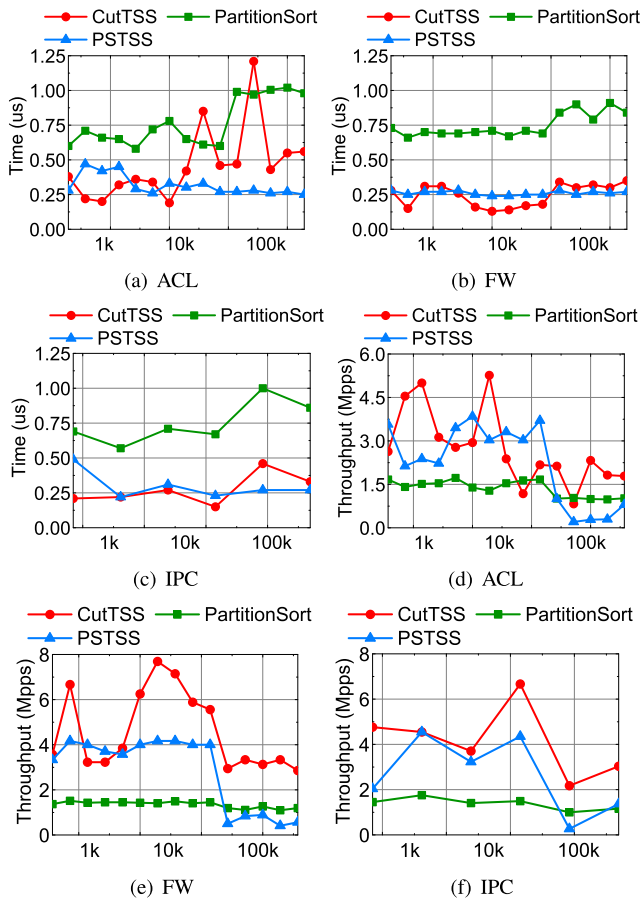 CutTSS PartitionSort CutTSS PartitionSort
PSTSS PSTSS
1.25 1.25
1.00 1.00
0.75 0.75
0.50 0.50
0.25 0.25
0.00 0.00
Time (us) Time (us)
1k 10k 100k 1k 10k 100k
(a) ACL (b) FW
CutTSS PartitionSort CutTSS PartitionSort
PSTSS PSTSS
1.25 6.0
1.00 4.5
0.75 3.0
0.50 1.5
0.25 0.0
0.00
Time (us) Throughput (Mpps)
1k 10k 100k 1k 10k 100k
(c) IPC (d) ACL
CutTSS PartitionSort CutTSS PartitionSort
PSTSS PSTSS
8 8
6 6
4 4
2 2
0 0
Throughput (Mpps) Throughput (Mpps)
1k 10k 100k 1k 10k 100k
(e) FW (f) IPC